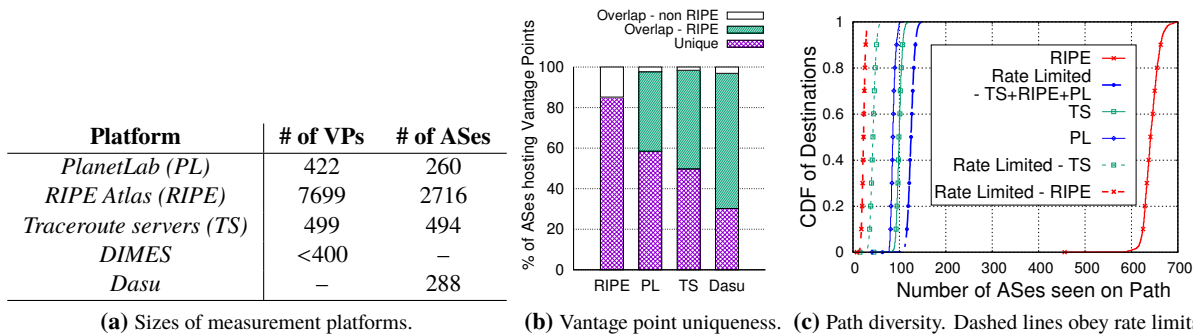 Platform # of VPs # of ASes
PlanetLab (PL) 422 260
RIPE Atlas (RIPE) 7699 2716
Traceroute servers (TS) 499 494
DIMES <400 –
Dasu – 288
(a) Sizes of measurement platforms.
Overlap - non RIPE
Overlap - RIPE
Unique
% of ASes hosting Vantage Points
100
80
60
40
20
0
RIPE PL TS Dasu
(b) Vantage point uniqueness.
CDF of Destinations
1
0.8
0.6
0.4
0.2
0
RIPE
Rate Limited
- TS+RIPE+PL
TS
PL
Rate Limited - TS
Rate Limited - RIPE
0 100 200 300 400 500 600 700
Number of ASes seen on Path
(c) Path diversity. Dashed lines obey rate limits